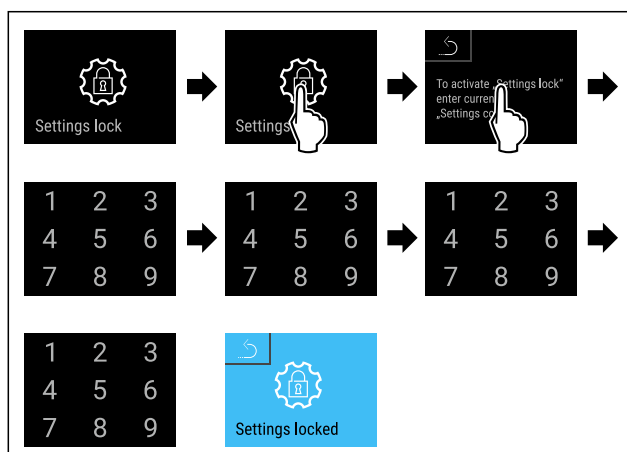 Settings lock
Settings
To activate „Settings lock"
enter curren
„Settings co
1 2 3
4 5 6
7 8 9
1 2 3
4 5 6
7 8 9
1 2 3
4 5 6
7 8 9
1 2 3
4 5 6
7 8 9
Settings locked